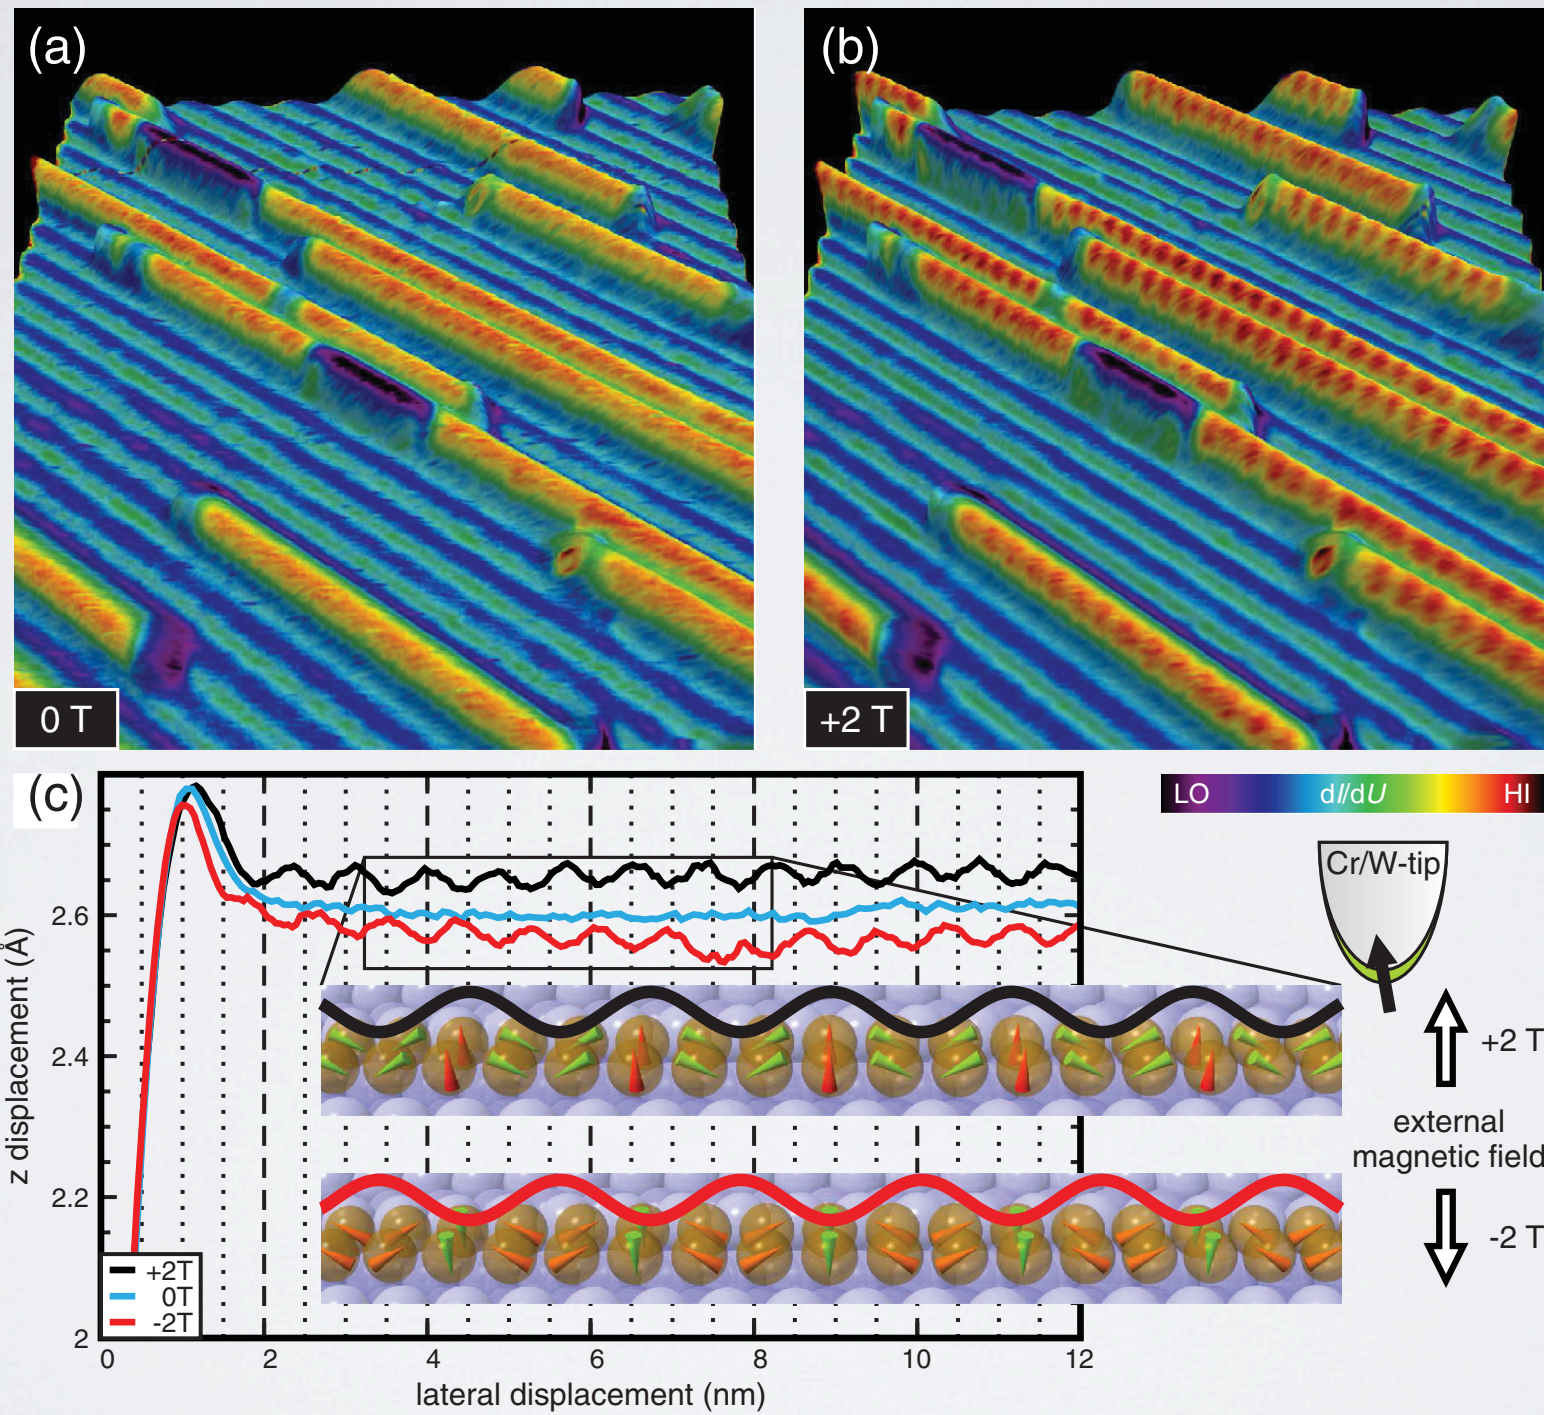 (a)
(b)
0 T
+2 T
(c)
LO dI/dU HI
Cr/W-tip
+2 T
external
magnetic field
-2 T
z displacement (Å)
2.6
2.4
2.2
2
+2T
0T
-2T
0 2 4 6 8 10 12
lateral displacement (nm)